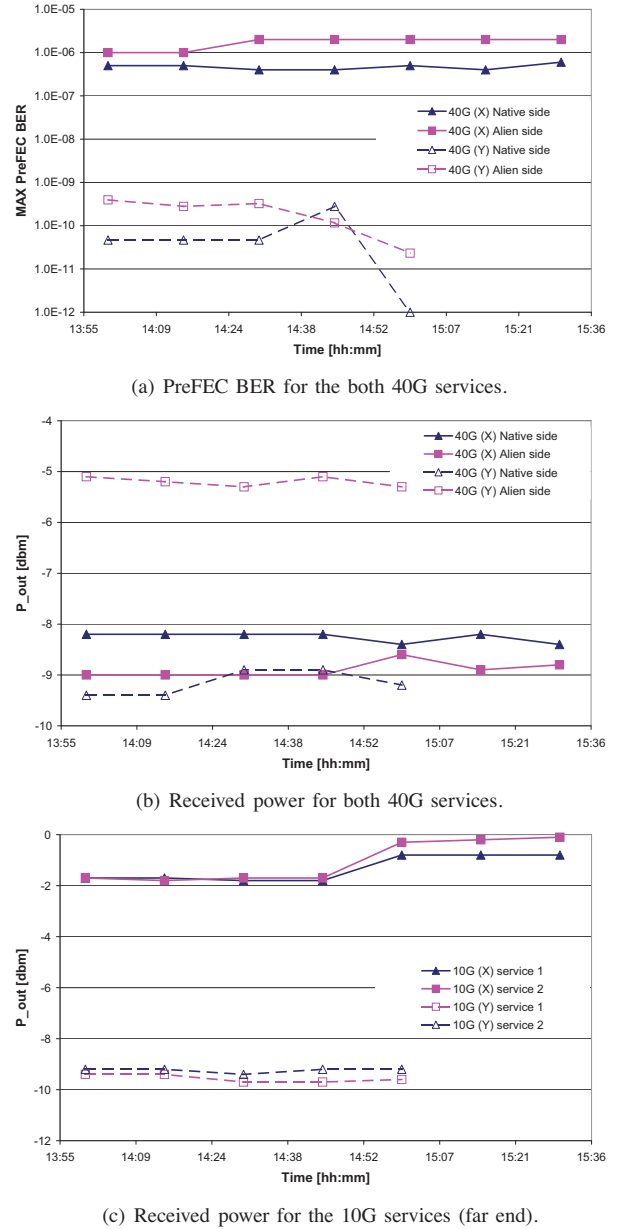 1.0E-05
1.0E-06
1.0E-07
1.0E-08
1.0E-09
1.0E-10
1.0E-11
1.0E-12
MAX PreFEC BER
40G (X) Native side
40G (X) Alien side
40G (Y) Native side
40G (Y) Alien side
13:55 14:09 14:24 14:38 14:52 15:07 15:21 15:36
Time [hh:mm]
(a) PreFEC BER for the both 40G services.
-4
-5
-6
-7
-8
-9
-10
P_out [dbm]
40G (X) Native side
40G (X) Alien side
40G (Y) Native side
40G (Y) Alien side
13:55 14:09 14:24 14:38 14:52 15:07 15:21 15:36
Time [hh:mm]
(b) Received power for both 40G services.
0
-2
-4
-6
-8
-10
-12
P_out [dbm]
10G (X) service 1
10G (X) service 2
10G (Y) service 1
10G (Y) service 2
13:55 14:09 14:24 14:38 14:52 15:07 15:21 15:36
Time [hh:mm]
(c) Received power for the 10G services (far end).